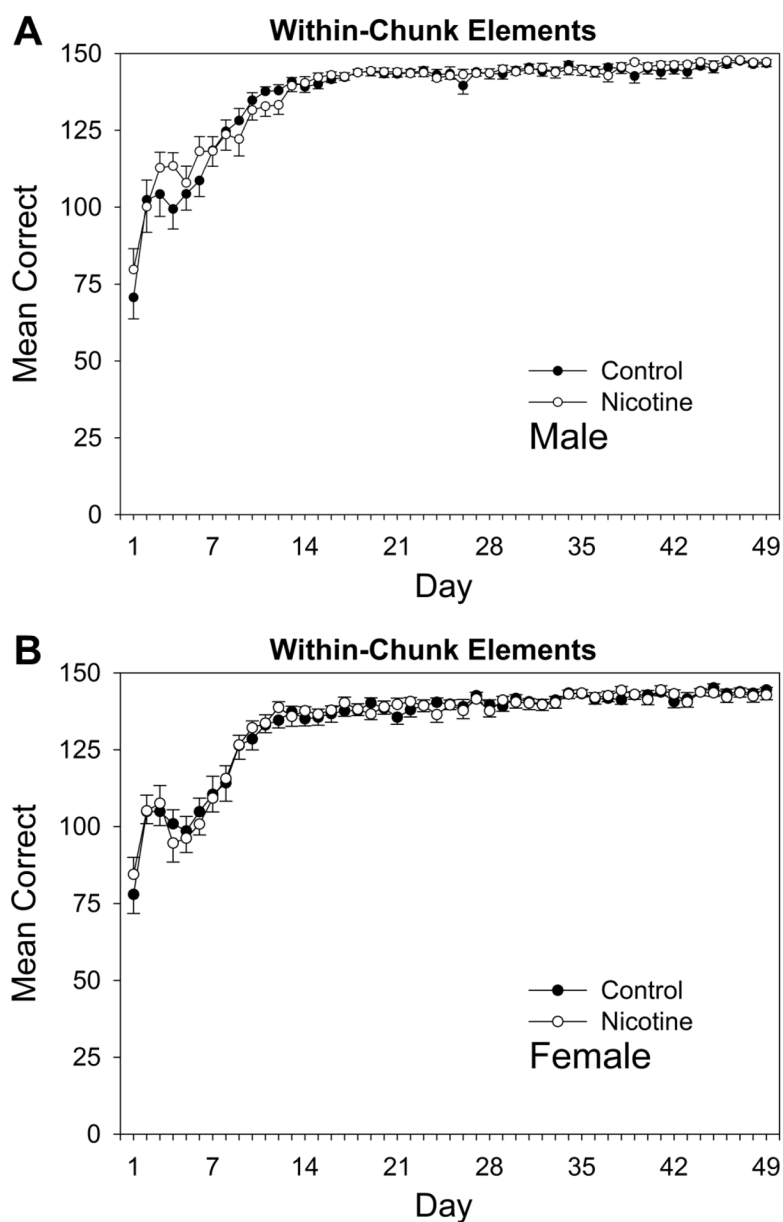 A
Within-Chunk Elements
150
125
100
75
50
25
0
Mean Correct
Control
Nicotine
Male
1 7 14 21 28 35 42 49
Day
B
Within-Chunk Elements
150
125
100
75
50
25
0
Mean Correct
Control
Nicotine
Female
1 7 14 21 28 35 42 49
Day